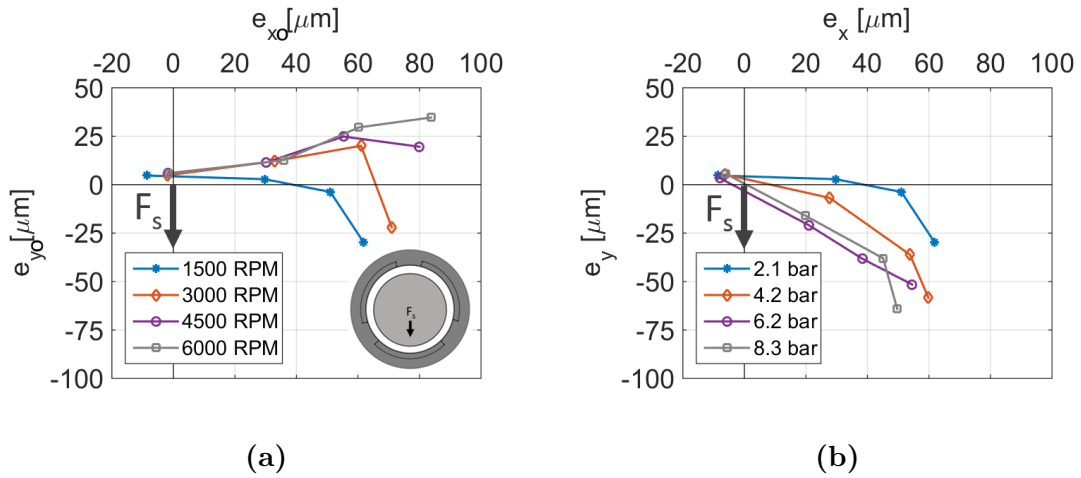 e_xo[μm]
-20 0 20 40 60 80 100
50
25
0
-25
-50
-75
-100
e_yo[μm]
F_s
1500 RPM
3000 RPM
4500 RPM
6000 RPM
F_s
(a)
e_x [μm]
-20 0 20 40 60 80 100
50
25
0
-25
-50
-75
-100
e_y [μm]
F_s
2.1 bar
4.2 bar
6.2 bar
8.3 bar
(b)